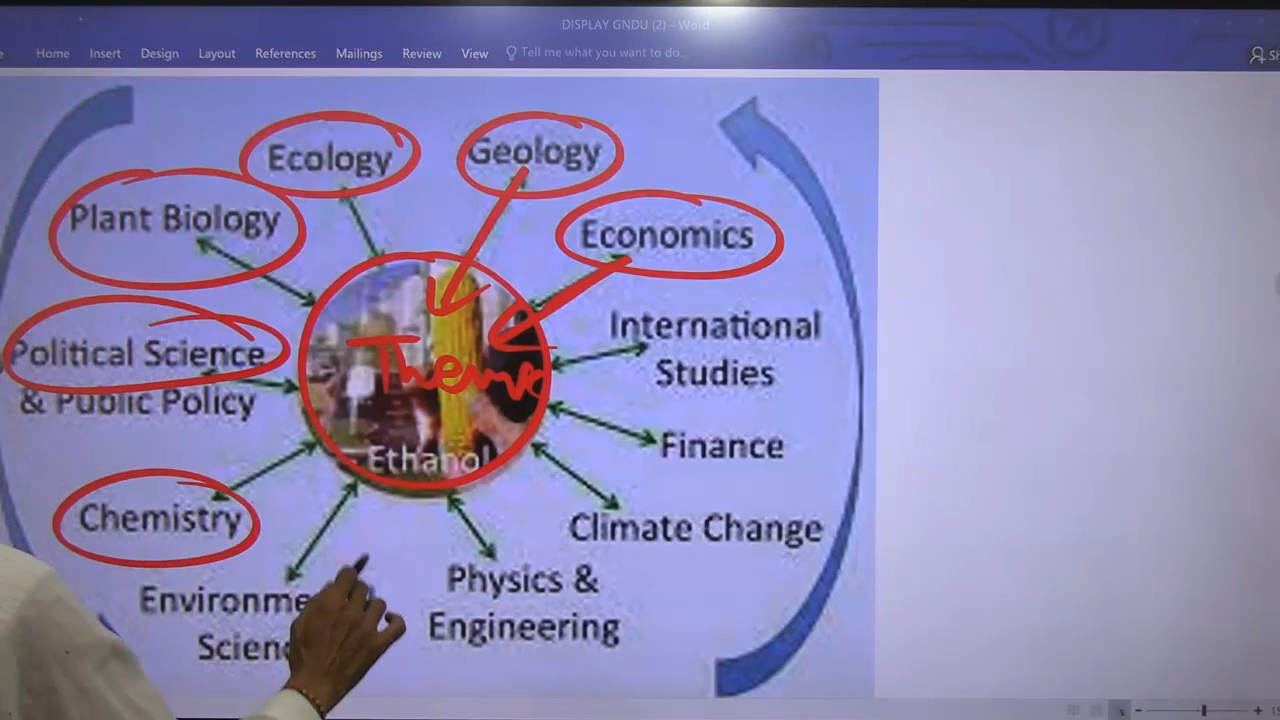 DISPLAY GNDU (2) - Word
Home Insert Design Layout References Mailings Review View Tell me what you want to do...
Ecology
Geology
Plant Biology
Economics
Political Science
& Public Policy
International
Studies
Theme
Ethanol
Finance
Chemistry
Climate Change
Physics &
Engineering